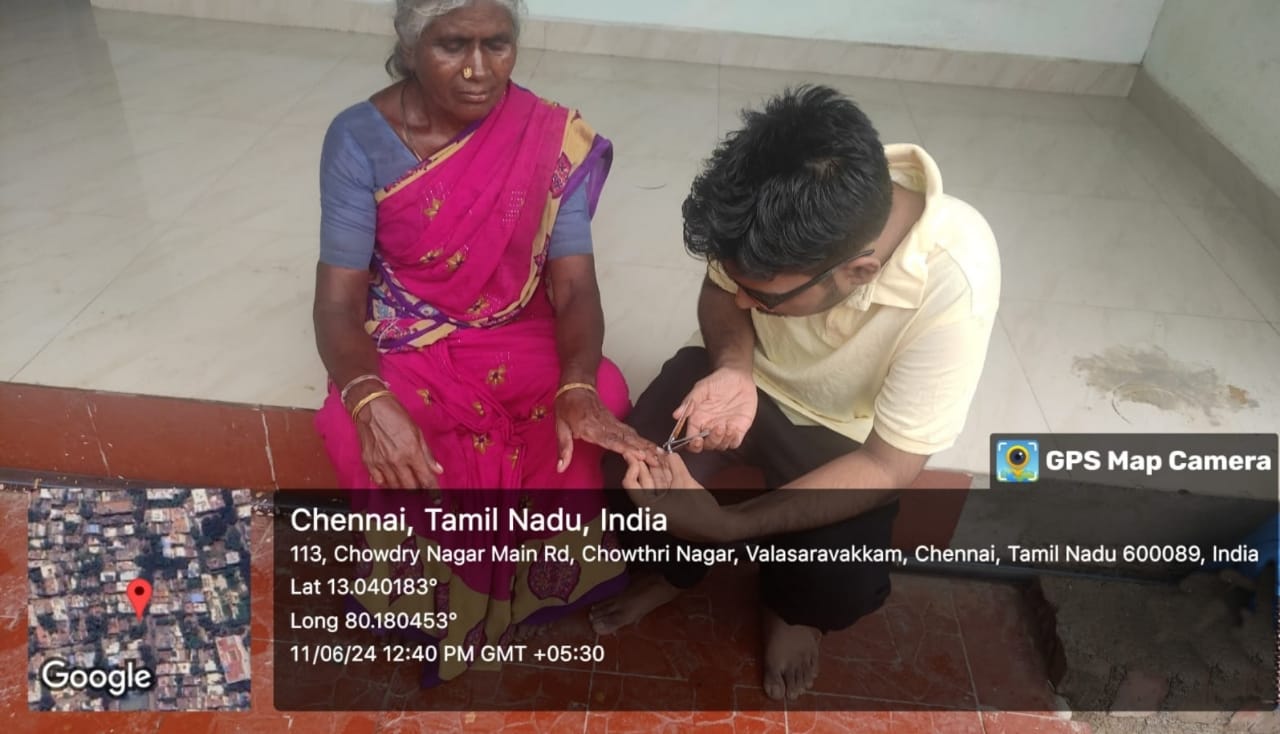 GPS Map Camera
Chennai, Tamil Nadu, India
113, Chowdry Nagar Main Rd, Chowthri Nagar, Valasaravakkam, Chennai, Tamil Nadu 600089, India
Lat 13.040183°
Long 80.180453°
11/06/24 12:40 PM GMT +05:30
Google